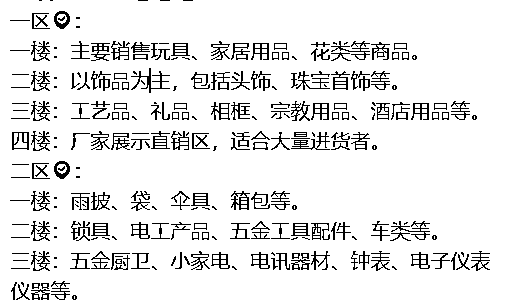 一区:
一楼：主要销售玩具、家居用品、花类等商品。
二楼：以饰品为主，包括头饰、珠宝首饰等。
三楼：工艺品、礼品、相框、宗教用品、酒店用品等。
四楼：厂家展示直销区，适合大量进货者。
二区:
一楼：雨披、袋、伞具、箱包等。
二楼：锁具、电工产品、五金工具配件、车类等。
三楼：五金厨卫、小家电、电讯器材、钟表、电子仪表
仪器等。